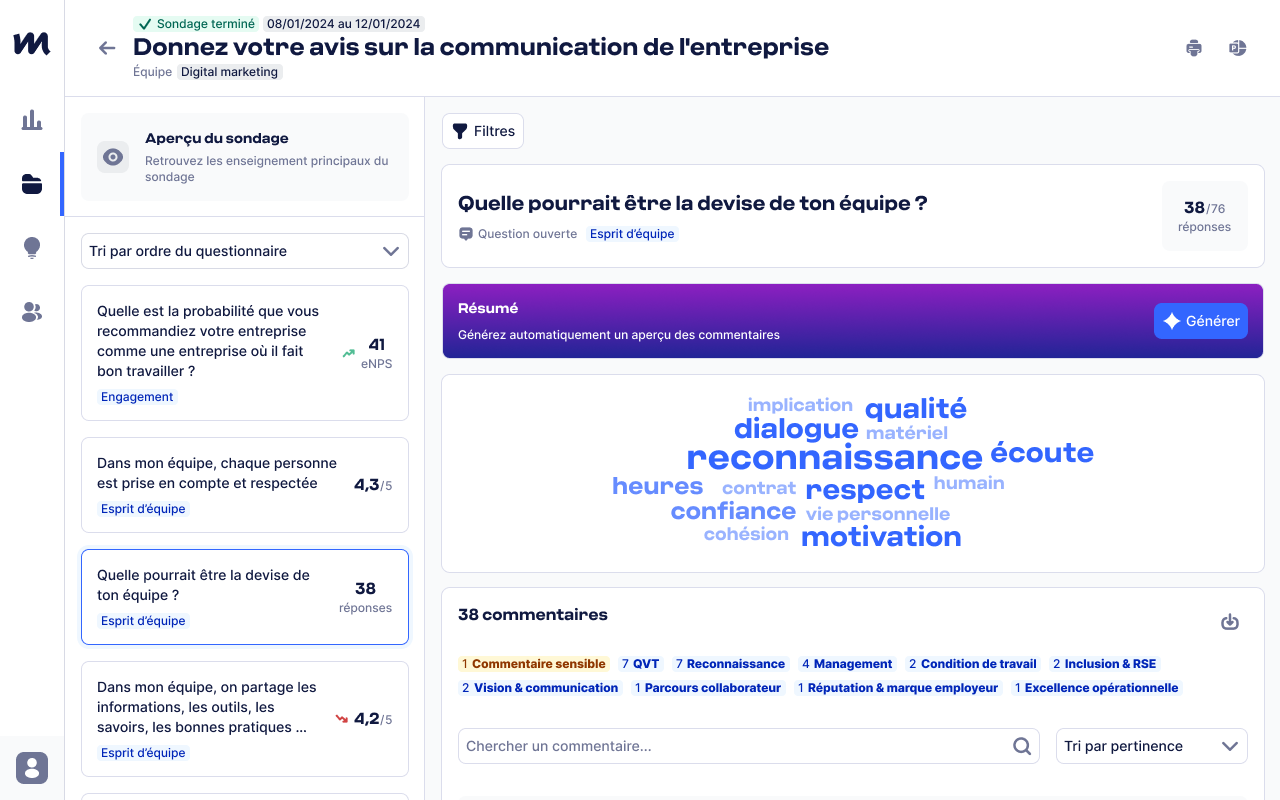 Sondage terminé 08/01/2024 au 12/01/2024
Donnez votre avis sur la communication de l'entreprise
Équipe Digital marketing
Aperçu du sondage
Retrouvez les enseignement principaux du
sondage
Tri par ordre du questionnaire
Quelle est la probabilité que vous
recommandiez votre entreprise
comme une entreprise où il fait
bon travailler ?
41
eNPS
Engagement
Dans mon équipe, chaque personne
est prise en compte et respectée
4,3/5
Esprit d'équipe
Quelle pourrait être la devise de
ton équipe ?
38
réponses
Esprit d'équipe
Dans mon équipe, on partage les
informations, les outils, les
savoirs, les bonnes pratiques ...
4,2/5
Esprit d'équipe
Filtres
Quelle pourrait être la devise de ton équipe ?
Question ouverte Esprit d'équipe
38/76
réponses
Résumé
Générez automatiquement un aperçu des commentaires
Générer
implication qualité
dialogue matériel
reconnaissance écoute
heures contrat respect humain
confiance vie personnelle
cohésion motivation
38 commentaires
1 Commentaire sensible 7 QVT 7 Reconnaissance 4 Management 2 Condition de travail 2 Inclusion & RSE
2 Vision & communication 1 Parcours collaborateur 1 Réputation & marque employeur 1 Excellence opérationnelle
Chercher un commentaire...
Tri par pertinence